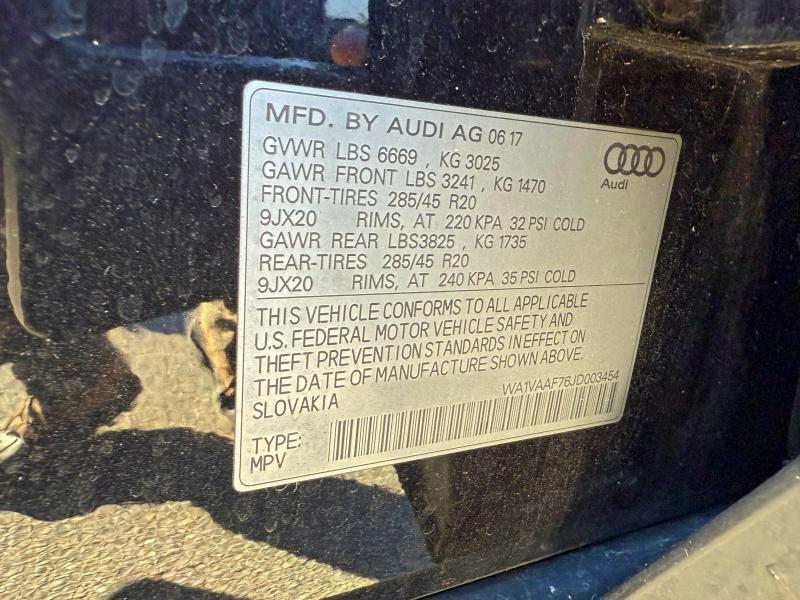 MFD. BY AUDI AG 06 17
GVWR LBS 6669 , KG 3025
GAWR FRONT LBS 3241 , KG 1470
FRONT-TIRES 285/45 R20
9JX20 RIMS, AT 220 KPA 32 PSI COLD
GAWR REAR LBS3825 , KG 1735
REAR-TIRES 285/45 R20
9JX20 RIMS, AT 240 KPA 35 PSI COLD
Audi
THIS VEHICLE CONFORMS TO ALL APPLICABLE
U.S. FEDERAL MOTOR VEHICLE SAFETY AND
THEFT PREVENTION STANDARDS IN EFFECT ON
THE DATE OF MANUFACTURE SHOWN ABOVE.
SLOVAKIA
WA1VAAF76JD003454
TYPE:
MPV